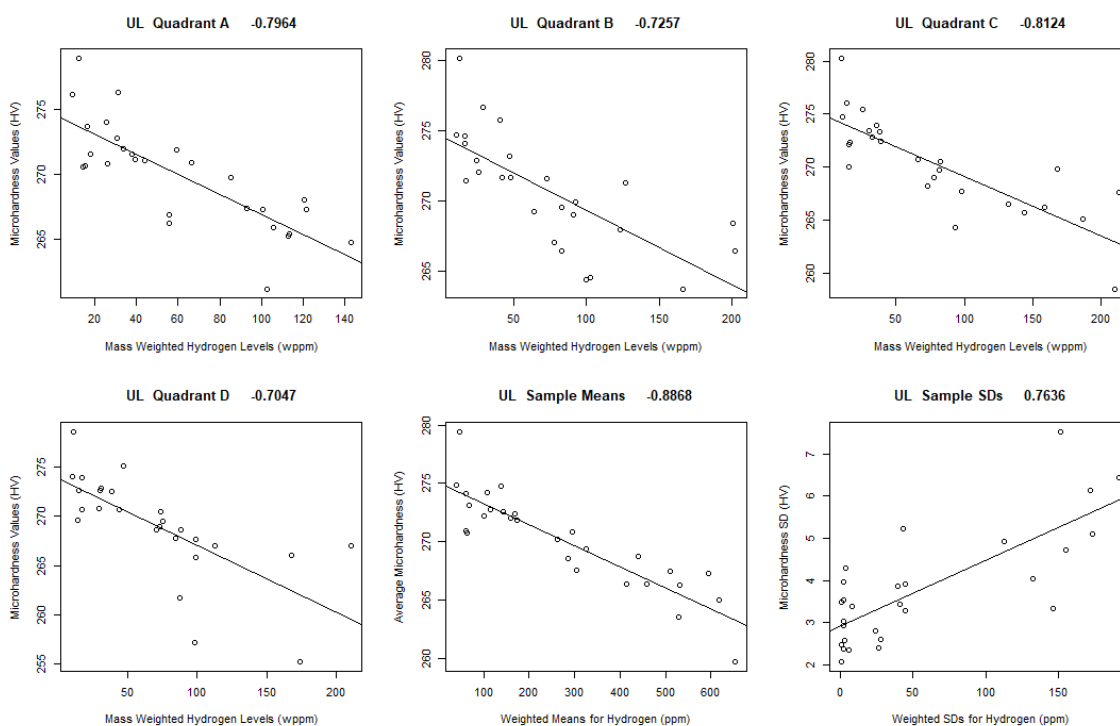 UL Quadrant A -0.7964
Microhardness Values (HV)
275
270
265
20 40 60 80 100 120 140
Mass Weighted Hydrogen Levels (wppm)
UL Quadrant B -0.7257
Microhardness Values (HV)
280
275
270
265
50 100 150 200
Mass Weighted Hydrogen Levels (wppm)
UL Quadrant C -0.8124
Microhardness Values (HV)
280
275
270
265
260
50 100 150 200
Mass Weighted Hydrogen Levels (wppm)
UL Quadrant D -0.7047
Microhardness Values (HV)
275
270
265
260
255
50 100 150 200
Mass Weighted Hydrogen Levels (wppm)
UL Sample Means -0.8868
Average Microhardness (HV)
280
275
270
265
260
100 200 300 400 500 600
Weighted Means for Hydrogen (ppm)
UL Sample SDs 0.7636
Microhardness SD (HV)
7
6
5
4
3
2
0 50 100 150
Weighted SDs for Hydrogen (ppm)